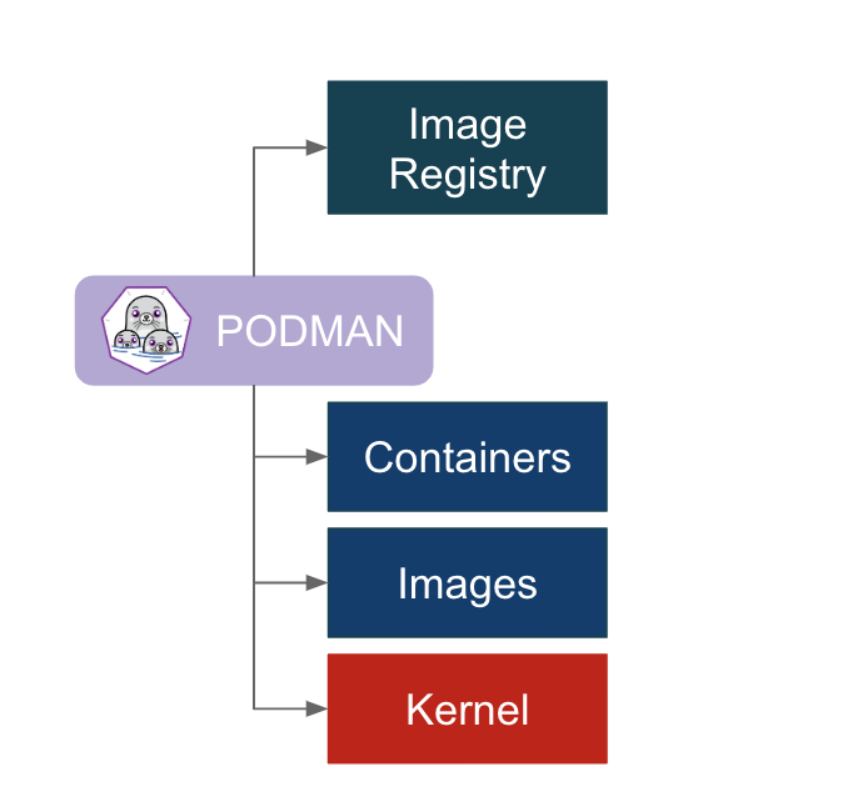 Image
Registry
PODMAN
Containers
Images
Kernel